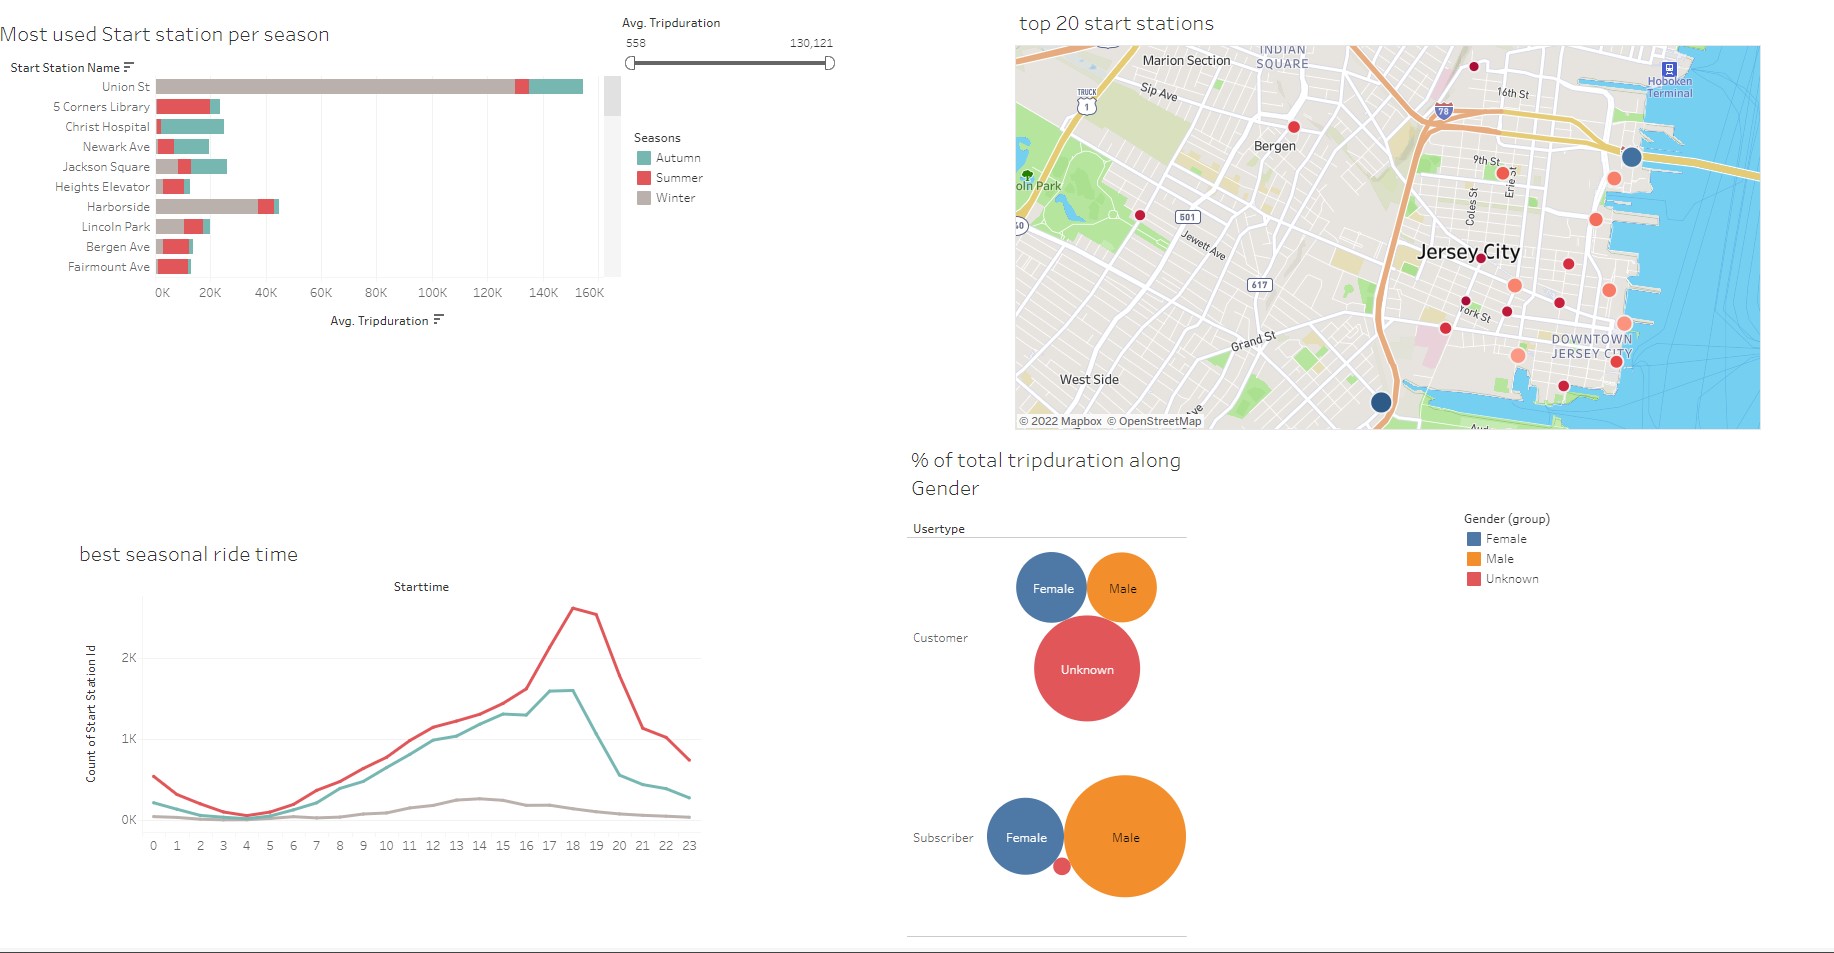 Most used Start station per season
Start Station Name
Union St
5 Corners Library
Christ Hospital
Newark Ave
Jackson Square
Heights Elevator
Harborside
Lincoln Park
Bergen Ave
Fairmount Ave
0K 20K 40K 60K 80K 100K 120K 140K 160K
Avg. Tripduration
Avg. Tripduration
558 130,121
Seasons
Autumn
Summer
Winter
top 20 start stations
INDIAN
SQUARE
Marion Section
Sip Ave
TRUCK
1
Hoboken
Terminal
16th St
78
Bergen
9th St
Erie St
Coles St
oln Park
501
Jewett Ave
Jersey City
617
York St
Grand St
DOWNTOWN
JERSEY CITY
West Side
Ave
© 2022 Mapbox © OpenStreetMap
best seasonal ride time
Starttime
Count of Start Station Id
2K
1K
0K
0 1 2 3 4 5 6 7 8 9 10 11 12 13 14 15 16 17 18 19 20 21 22 23
% of total tripduration along
Gender
Usertype
Customer
Female
Male
Unknown
Subscriber
Female
Male
Gender (group)
Female
Male
Unknown